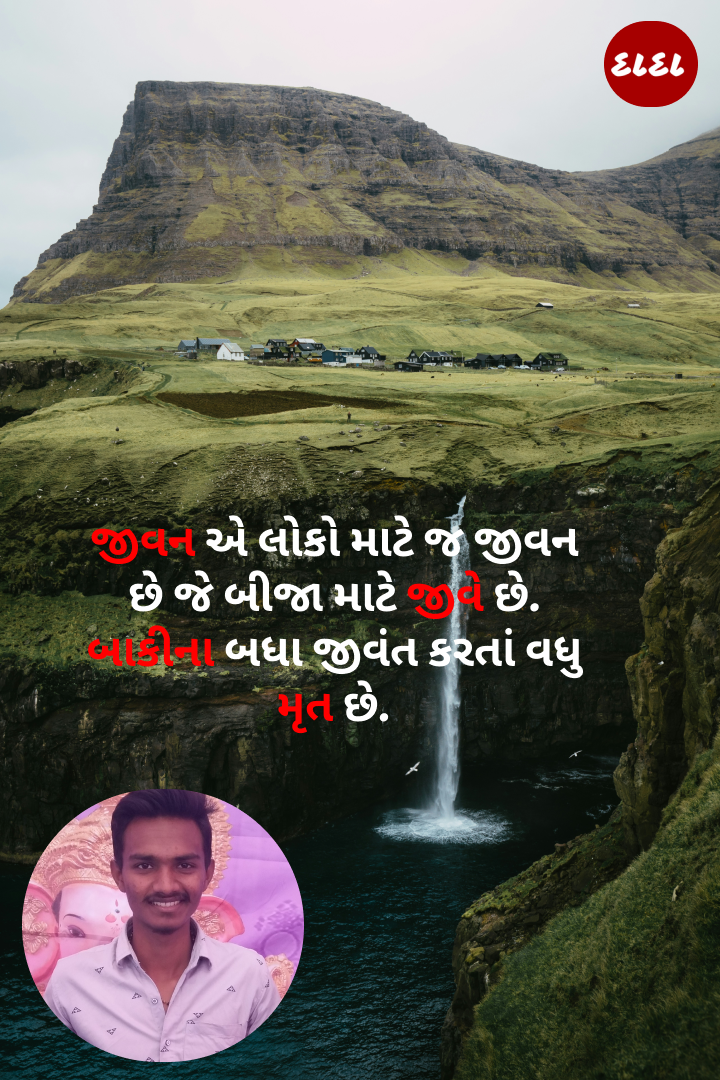 દાદા
જીવન એ લોકો માટે જ જીવન
છે જે બીજા માટે જીવે છે.
બાકીના બધા જીવંત કરતાં વધુ
મૃત છે.